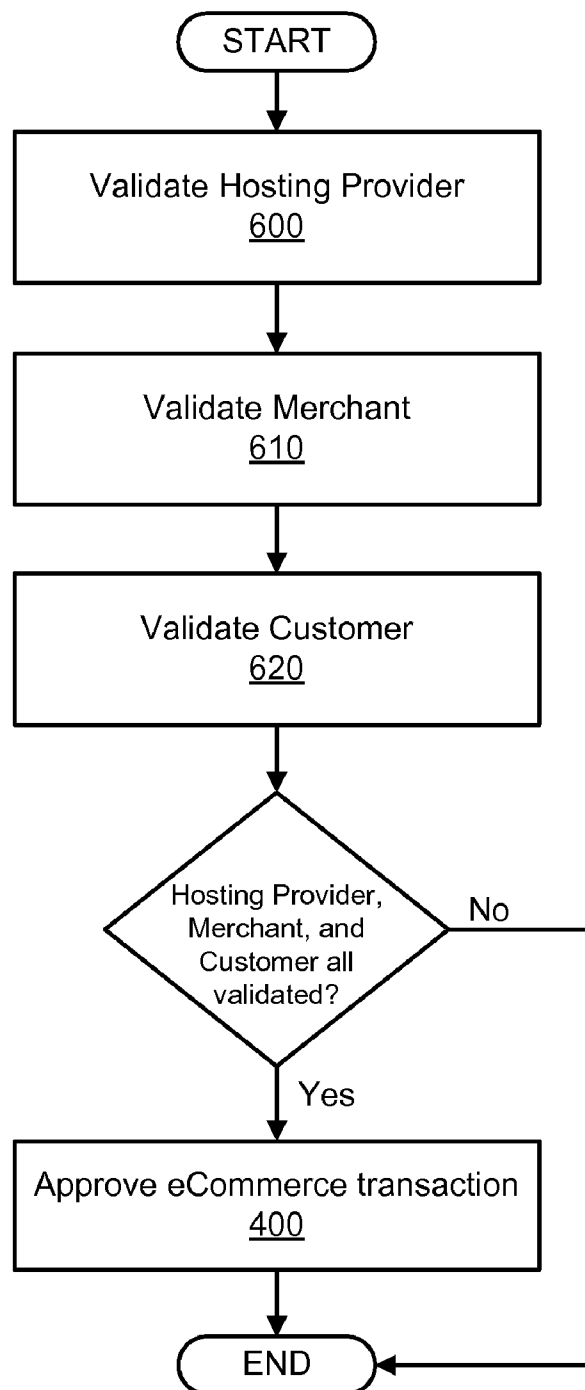 START
Validate Hosting Provider
600
Validate Merchant
610
Validate Customer
620
Hosting Provider,
Merchant, and
Customer all
validated?
No
Yes
Approve eCommerce transaction
400
END